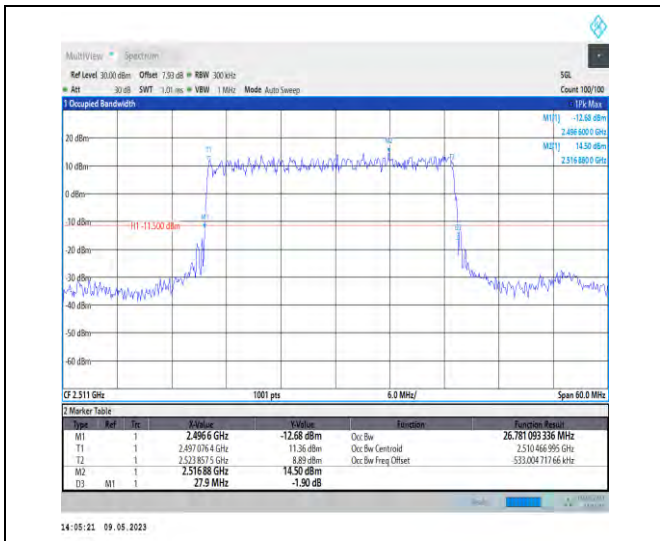 MultiView Spectrum
Ref Level 30.00 dBm Offset 7.93 dB RBW 300 kHz SGL
Att 30 dB SWT 1.01 ms VBW 1 MHz Mode Auto Sweep Count 100/100
1 Occupied Bandwidth 1Pk Max
M1[1] -12.68 dBm
2.496 600 0 GHz
M2[1] 14.50 dBm
2.516 880 0 GHz
20 dBm
10 dBm
0 dBm
-10 dBm
H1 -11.500 dBm
-20 dBm
-30 dBm
-40 dBm
-50 dBm
-60 dBm
T1
M2
T2
M1
D3
CF 2.511 GHz 1001 pts 6.0 MHz/ Span 60.0 MHz
2 Marker Table
Type Ref Trc X-Value Y-Value Function Function Result
M1 1 2.4966 GHz -12.68 dBm Occ Bw 26.781 093 336 MHz
T1 1 2.497 076 4 GHz 11.36 dBm Occ Bw Centroid 2.510 466 995 GHz
T2 1 2.523 857 5 GHz 8.89 dBm Occ Bw Freq Offset -533.004 717 66 kHz
M2 1 2.516 88 GHz 14.50 dBm
D3 M1 1 27.9 MHz -1.90 dB
14:05:21 09.05.2023